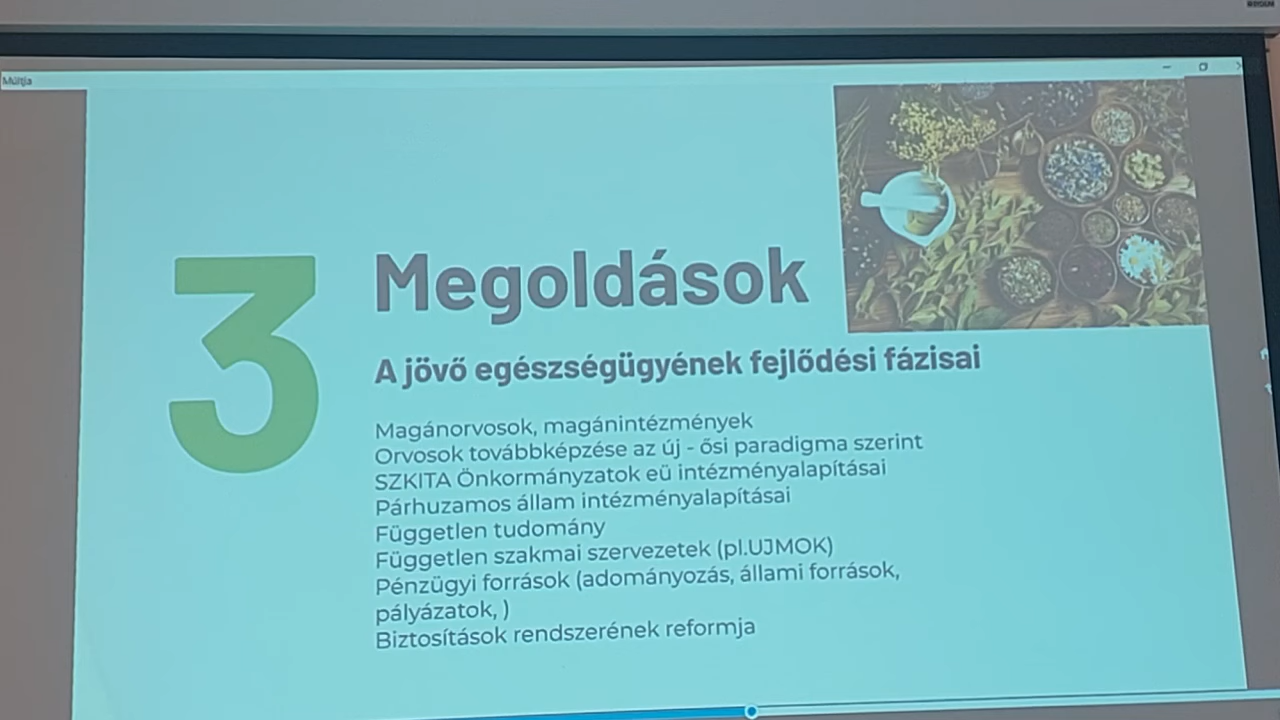 Múltja
3
Megoldások
A jövő egészségügyének fejlődési fázisai
Magánorvosok, magánintézmények
Orvosok továbbképzése az új - ősi paradigma szerint
SZKITA Önkormányzatok eü intézményalapításai
Párhuzamos állam intézményalapításai
Független tudomány
Független szakmai szervezetek (pl.UJMOK)
Pénzügyi források (adományozás, állami források,
pályázatok, )
Biztosítások rendszerének reformja